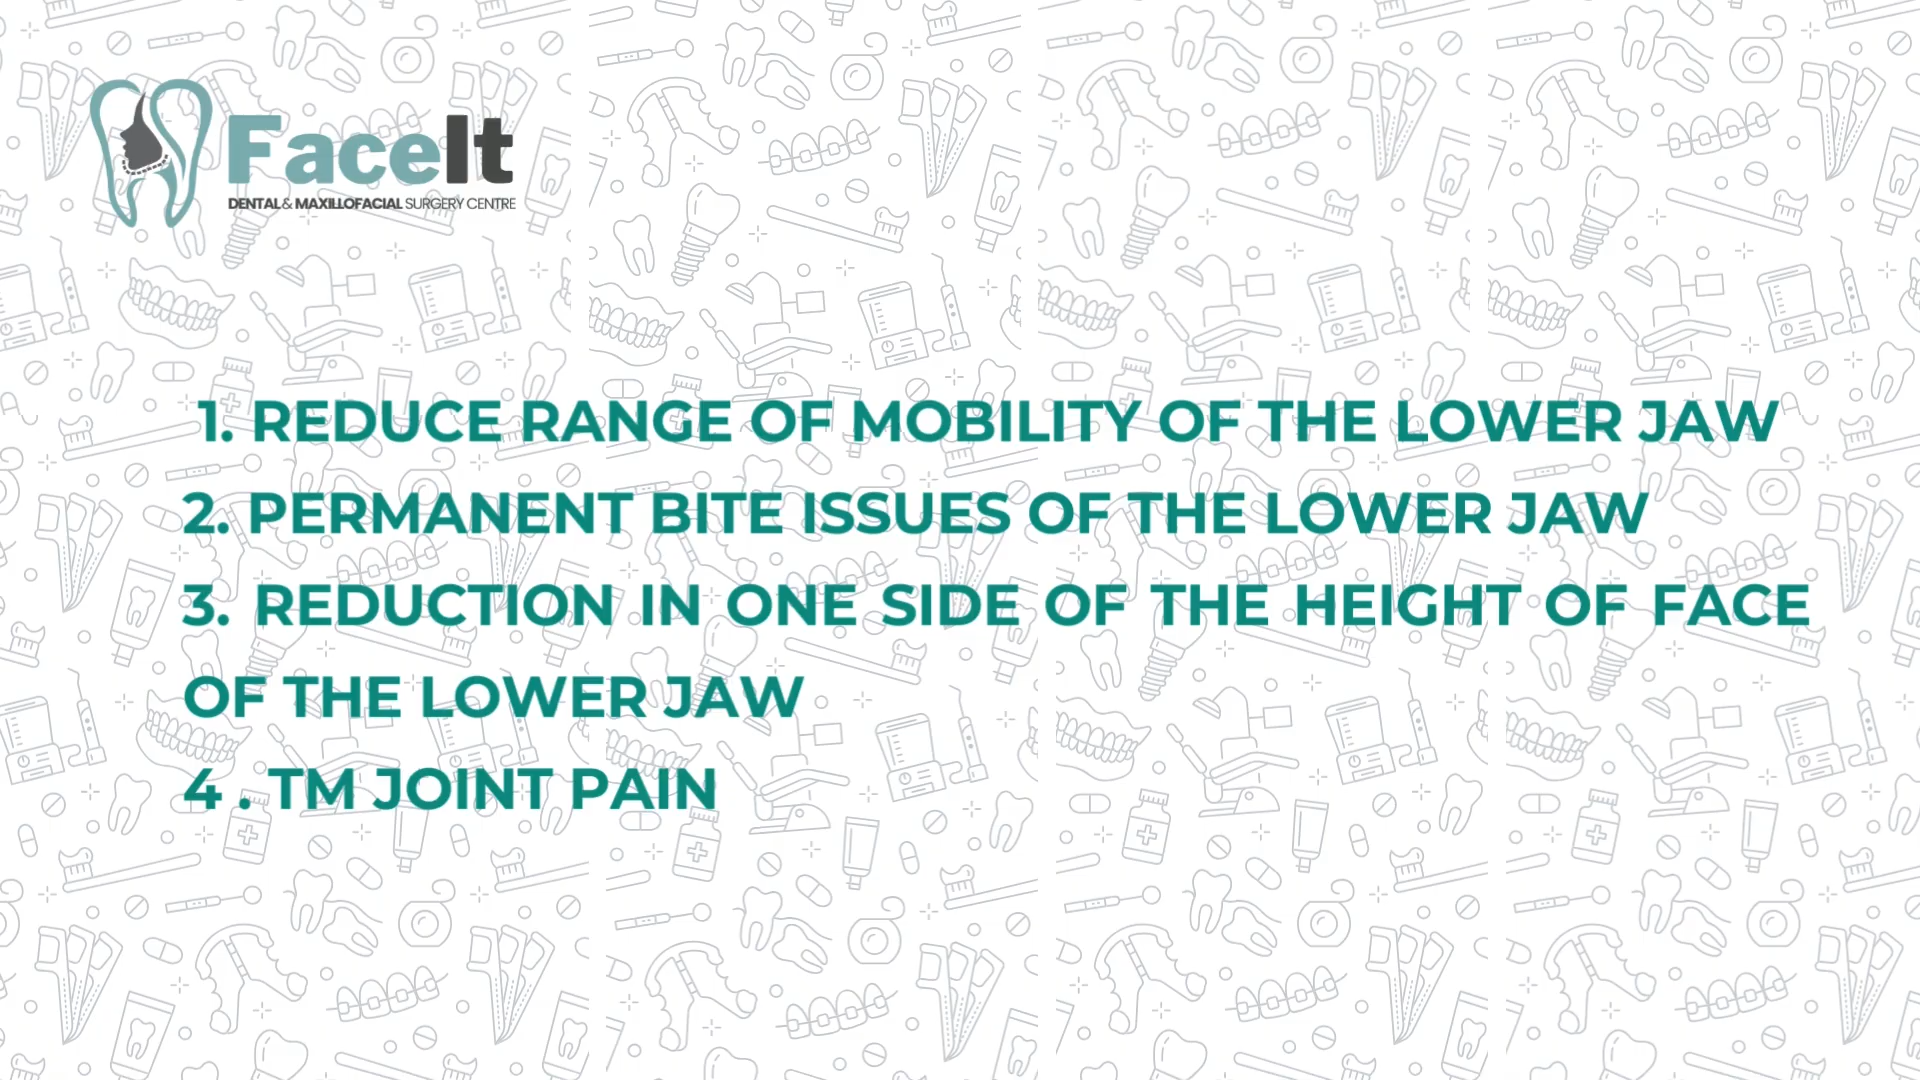 FaceIt
DENTAL & MAXILLOFACIAL SURGERY CENTRE
1. REDUCE RANGE OF MOBILITY OF THE LOWER JAW
2. PERMANENT BITE ISSUES OF THE LOWER JAW
3. REDUCTION IN ONE SIDE OF THE HEIGHT OF FACE
OF THE LOWER JAW
4 . TM JOINT PAIN